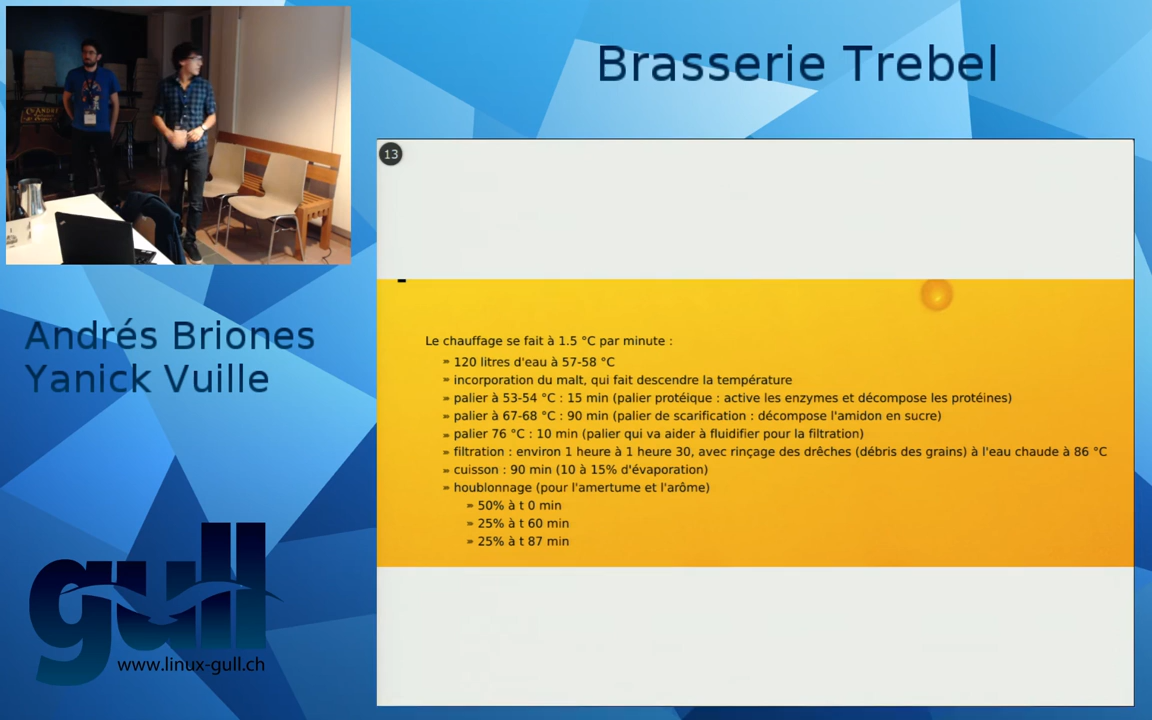 Brasserie Trebel
13
Andrés Briones
Yanick Vuille
Le chauffage se fait à 1.5 °C par minute :
» 120 litres d'eau à 57-58 °C
» incorporation du malt, qui fait descendre la température
» palier à 53-54 °C : 15 min (palier protéique : active les enzymes et décompose les protéines)
» palier à 67-68 °C : 90 min (palier de scarification : décompose l'amidon en sucre)
» palier 76 °C : 10 min (palier qui va aider à fluidifier pour la filtration)
» filtration : environ 1 heure à 1 heure 30, avec rinçage des drêches (débris des grains) à l'eau chaude à 86 °C
» cuisson : 90 min (10 à 15% d'évaporation)
» houblonnage (pour l'amertume et l'arôme)
» 50% à t 0 min
» 25% à t 60 min
» 25% à t 87 min
gull
www.linux-gull.ch